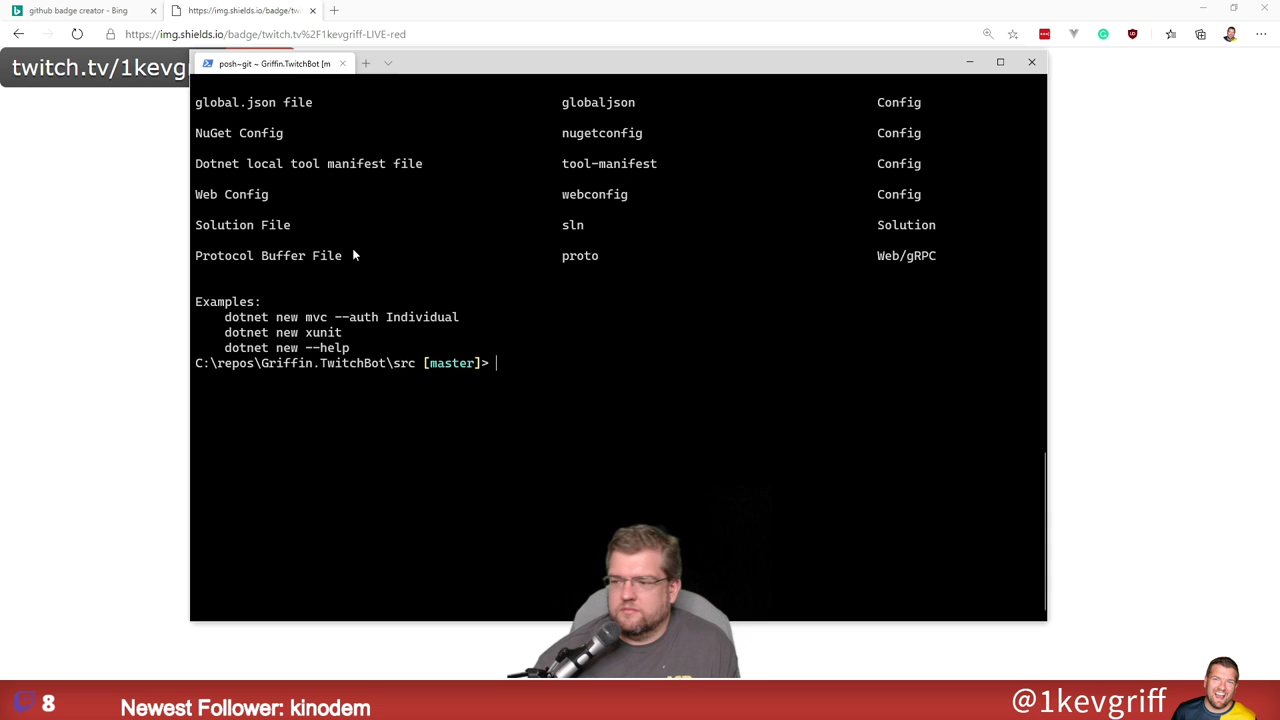 github badge creator - Bing
https://img.shields.io/badge/tw
https://img.shields.io/badge/twitch.tv%2F1kevgriff-LIVE-red
twitch.tv/1kevgr
posh~git ~ Griffin.TwitchBot [m
global.json file globaljson Config
NuGet Config nugetconfig Config
Dotnet local tool manifest file tool-manifest Config
Web Config webconfig Config
Solution File sln Solution
Protocol Buffer File proto Web/gRPC
Examples:
dotnet new mvc --auth Individual
dotnet new xunit
dotnet new --help
C:\repos\Griffin.TwitchBot\src [master]>
8
Newest Follower: kinodem
@1kevgriff